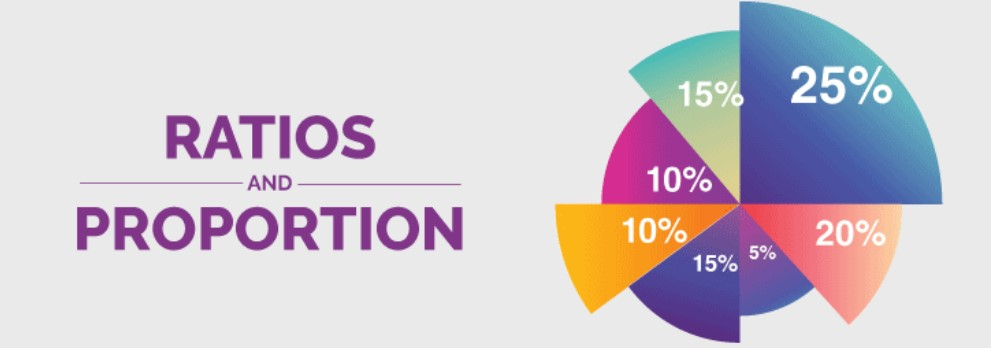 RATIOS
AND
PROPORTION
25%
15%
10%
10%
20%
15%
5%